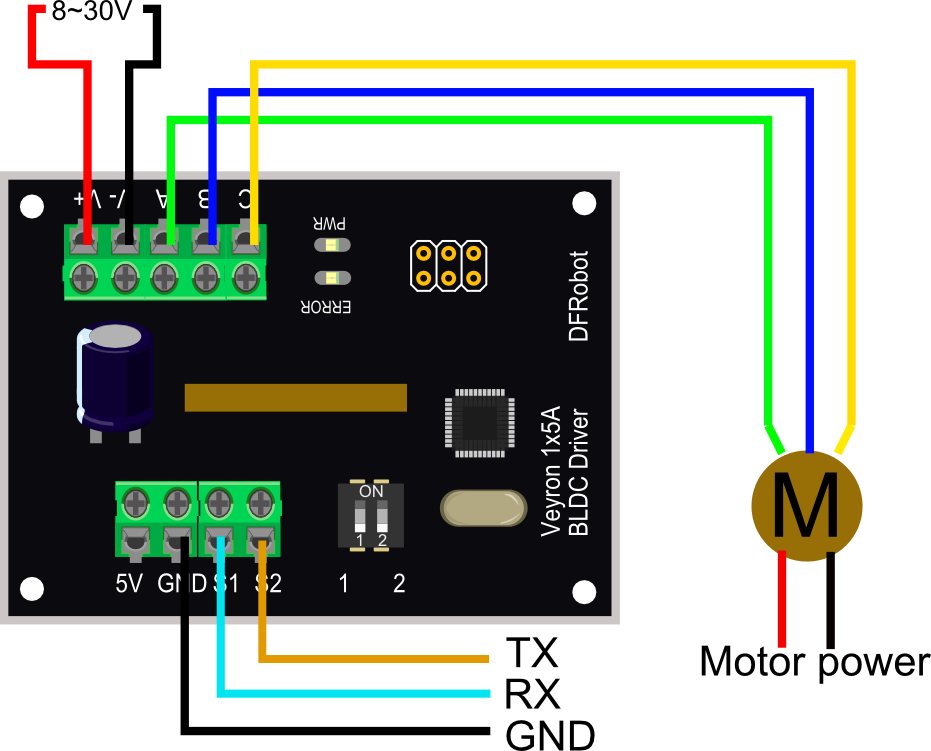 8~30V
V+ V- A B C
PWR
ERROR
DFRobot
Veyron 1x5A
BLDC Driver
ON
1 2
5V GND S1 S2 1 2
M
Motor power
TX
RX
GND